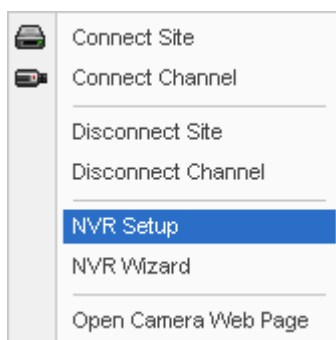 Connect Site
Connect Channel
Disconnect Site
Disconnect Channel
NVR Setup
NVR Wizard
Open Camera Web Page